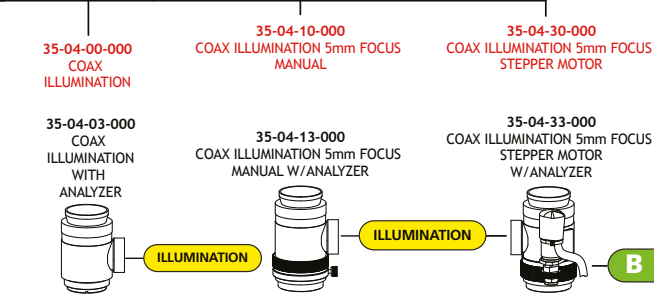 35-04-00-000
COAX
ILLUMINATION
35-04-10-000
COAX ILLUMINATION 5mm FOCUS
MANUAL
35-04-30-000
COAX ILLUMINATION 5mm FOCUS
STEPPER MOTOR
35-04-03-000
COAX
ILLUMINATION
WITH
ANALYZER
35-04-13-000
COAX ILLUMINATION 5mm FOCUS
MANUAL W/ANALYZER
35-04-33-000
COAX ILLUMINATION 5mm FOCUS
STEPPER MOTOR
W/ANALYZER
ILLUMINATION
ILLUMINATION
B